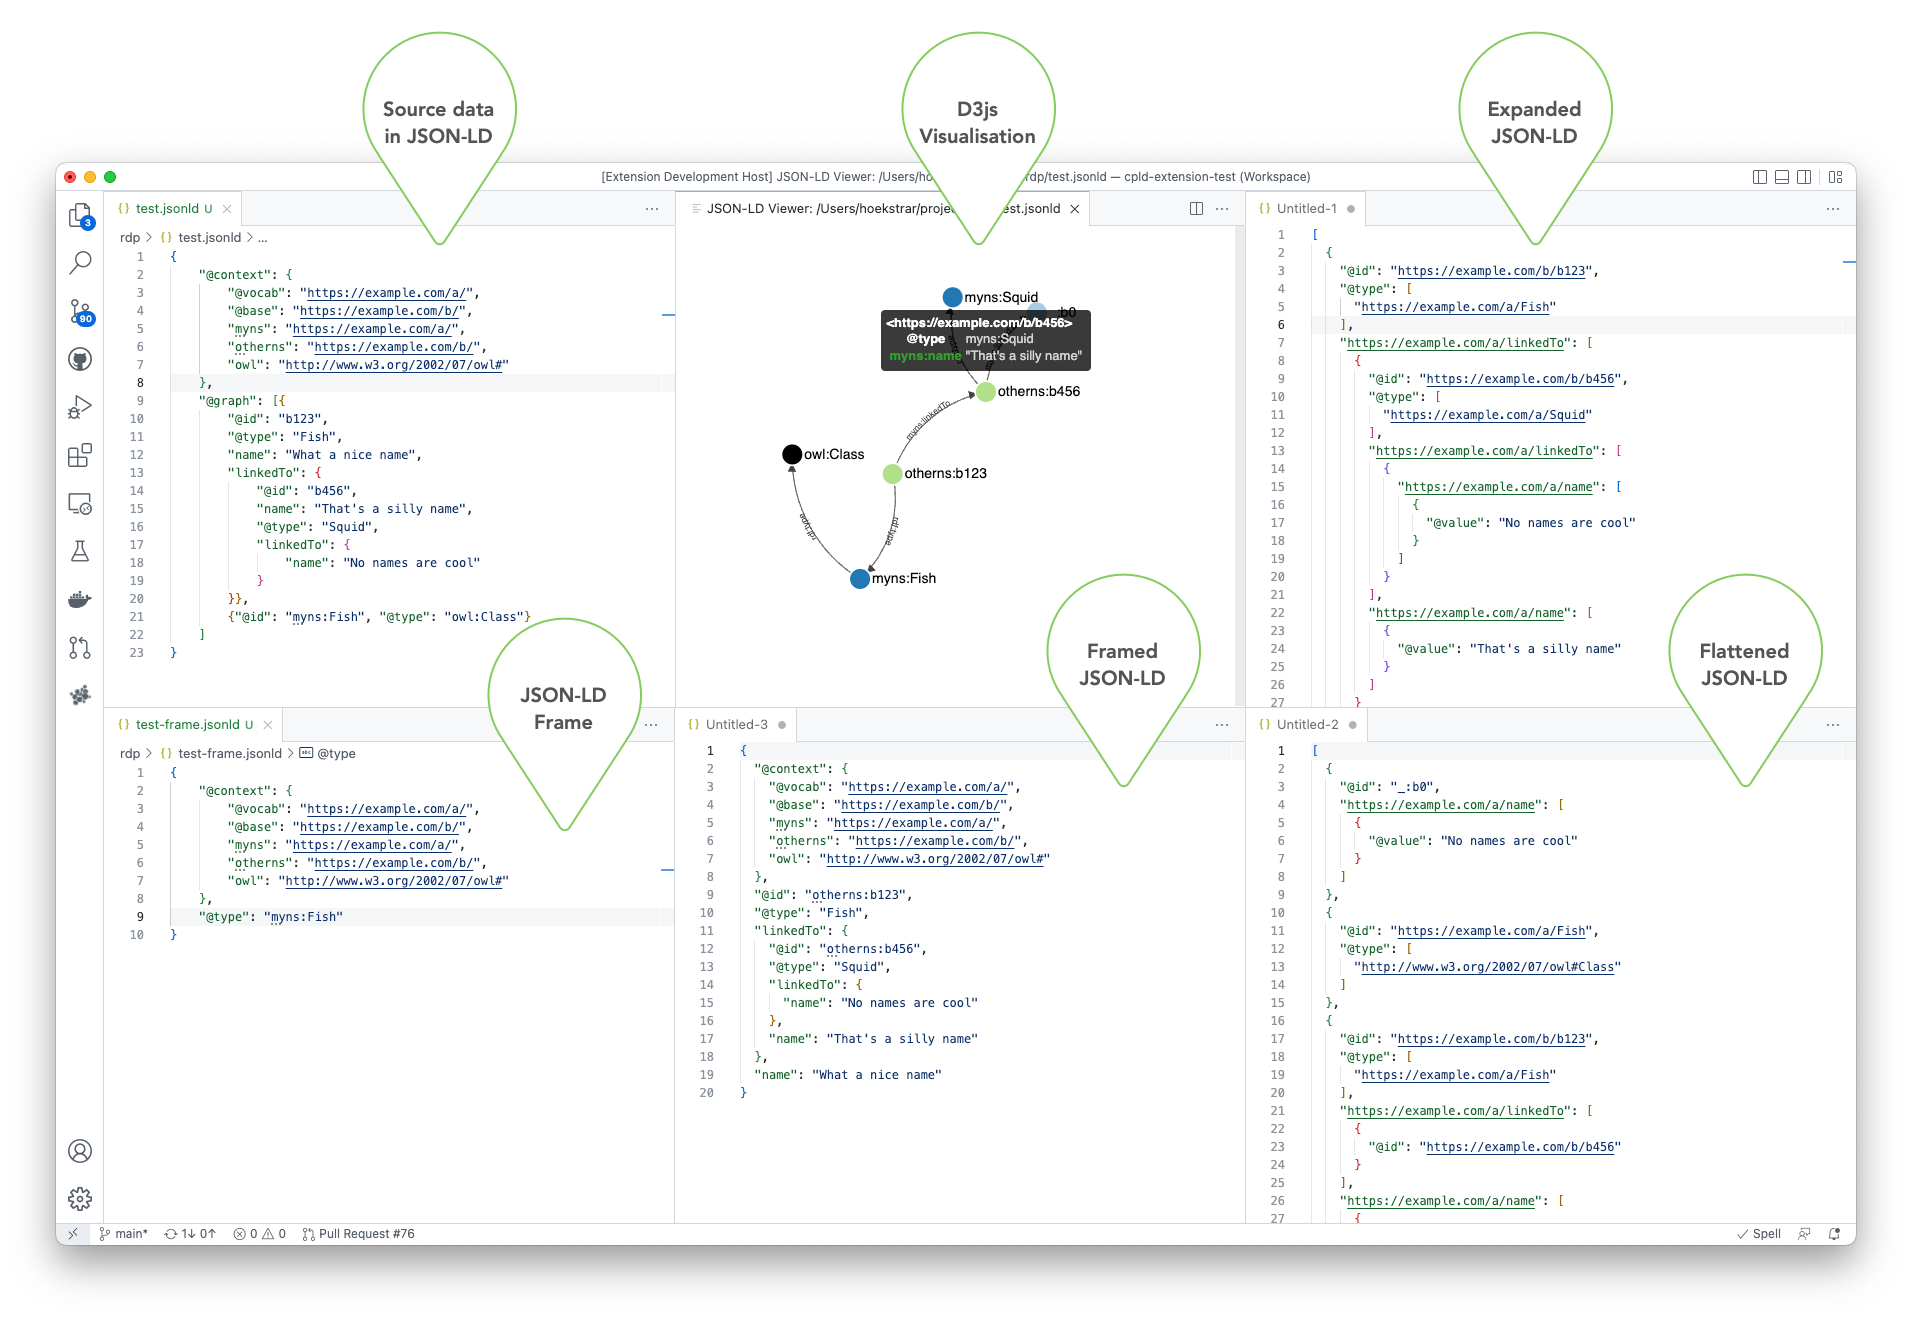 Source data
in JSON-LD
D3js
Visualisation
Expanded
JSON-LD
[Extension Development Host] JSON-LD Viewer: /Users/ho rdp/test.jsonld — cpld-extension-test (Workspace)
test.jsonld U
rdp > {} test.jsonld > ...
1 {
2 "@context": {
3 "@vocab": "https://example.com/a/",
4 "@base": "https://example.com/b/",
5 "myns": "https://example.com/a/",
6 "otherns": "https://example.com/b/",
7 "owl": "http://www.w3.org/2002/07/owl#"
8 },
9 "@graph": [{
10 "@id": "b123",
11 "@type": "Fish",
12 "name": "What a nice name",
13 "linkedTo": {
14 "@id": "b456",
15 "name": "That's a silly name",
16 "@type": "Squid",
17 "linkedTo": {
18 "name": "No names are cool"
19 }
20 }},
21 {"@id": "myns:Fish", "@type": "owl:Class"}
22 ]
23 }
JSON-LD Viewer: /Users/hoekstrar/proje est.jsonld
myns:Squid
:b0
<https://example.com/b/b456>
@type myns:Squid
myns:name "That's a silly name"
otherns:b456
myns:linkedTo
owl:Class
otherns:b123
rdf:type
rdf:type
myns:Fish
Untitled-1
1 [
2 {
3 "@id": "https://example.com/b/b123",
4 "@type": [
5 "https://example.com/a/Fish"
6 ],
7 "https://example.com/a/linkedTo": [
8 {
9 "@id": "https://example.com/b/b456",
10 "@type": [
11 "https://example.com/a/Squid"
12 ],
13 "https://example.com/a/linkedTo": [
14 {
15 "https://example.com/a/name": [
16 {
17 "@value": "No names are cool"
18 }
19 ]
20 }
21 ],
22 "https://example.com/a/name": [
23 {
24 "@value": "That's a silly name"
25 }
26 ]
27 }
JSON-LD
Frame
Framed
JSON-LD
Flattened
JSON-LD
test-frame.jsonld U
rdp > {} test-frame.jsonld > @type
1 {
2 "@context": {
3 "@vocab": "https://example.com/a/",
4 "@base": "https://example.com/b/",
5 "myns": "https://example.com/a/",
6 "otherns": "https://example.com/b/",
7 "owl": "http://www.w3.org/2002/07/owl#"
8 },
9 "@type": "myns:Fish"
10 }
Untitled-3
1 {
2 "@context": {
3 "@vocab": "https://example.com/a/",
4 "@base": "https://example.com/b/",
5 "myns": "https://example.com/a/",
6 "otherns": "https://example.com/b/",
7 "owl": "http://www.w3.org/2002/07/owl#"
8 },
9 "@id": "otherns:b123",
10 "@type": "Fish",
11 "linkedTo": {
12 "@id": "otherns:b456",
13 "@type": "Squid",
14 "linkedTo": {
15 "name": "No names are cool"
16 },
17 "name": "That's a silly name"
18 },
19 "name": "What a nice name"
20 }
Untitled-2
1 [
2 {
3 "@id": "_:b0",
4 "https://example.com/a/name": [
5 {
6 "@value": "No names are cool"
7 }
8 ]
9 },
10 {
11 "@id": "https://example.com/a/Fish",
12 "@type": [
13 "http://www.w3.org/2002/07/owl#Class"
14 ]
15 },
16 {
17 "@id": "https://example.com/b/b123",
18 "@type": [
19 "https://example.com/a/Fish"
20 ],
21 "https://example.com/a/linkedTo": [
22 {
23 "@id": "https://example.com/b/b456"
24 }
25 ],
26 "https://example.com/a/name": [
27 {
3
90
main* 1↓ 0↑ 0 0 Pull Request #76
Spell